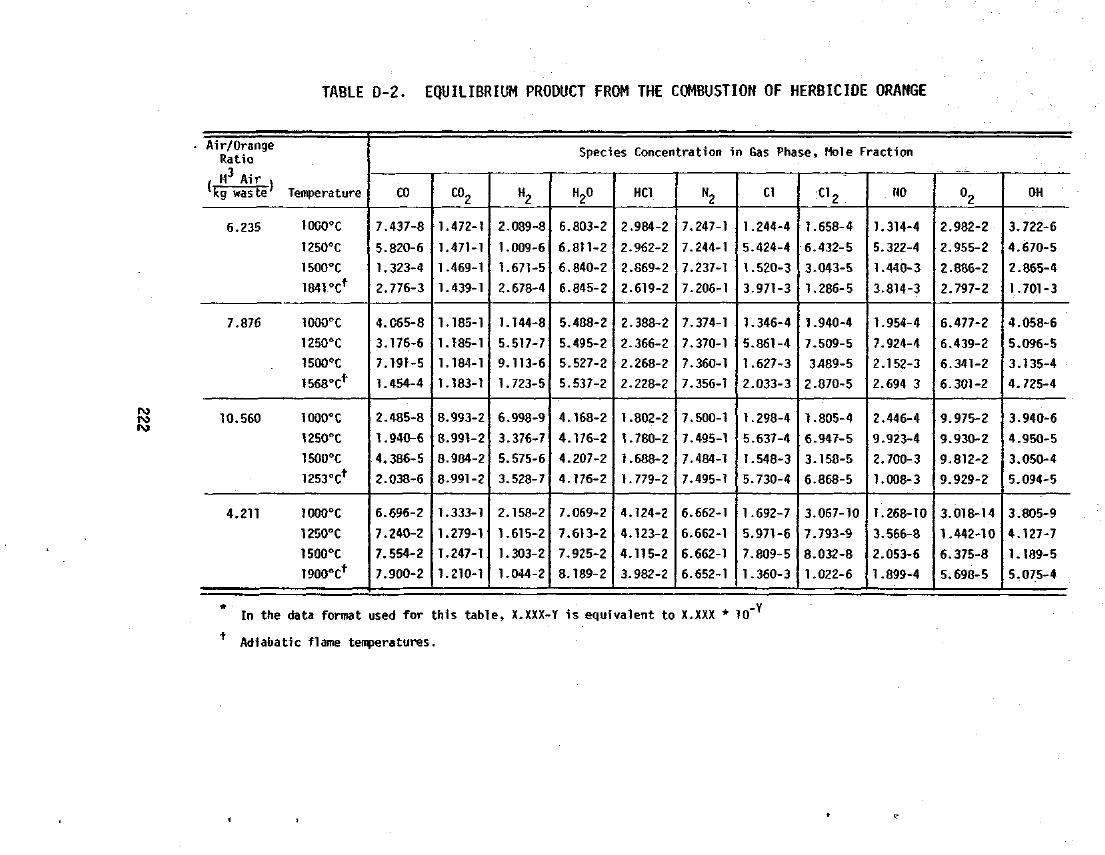 TABLE D-2. EQUILIBRIUM PRODUCT FROM THE COMBUSTION OF HERBICIDE ORANGE
Air/Orange Ratio (M3 Air / kg waste) Temperature Species Concentration in Gas Phase, Mole Fraction
CO CO2 H2 H2O HCl N2 Cl Cl2 NO O2 OH
6.235 1000°C 7.437-8 1.472-1 2.089-8 6.803-2 2.984-2 7.247-1 1.244-4 1.658-4 1.314-4 2.982-2 3.722-6
1250°C 5.820-6 1.471-1 1.009-6 6.811-2 2.962-2 7.244-1 5.424-4 6.432-5 5.322-4 2.955-2 4.670-5
1500°C 1.323-4 1.469-1 1.671-5 6.840-2 2.869-2 7.237-1 1.520-3 3.043-5 1.440-3 2.886-2 2.865-4
1841°C† 2.776-3 1.439-1 2.678-4 6.845-2 2.619-2 7.206-1 3.971-3 1.286-5 3.814-3 2.797-2 1.701-3
7.876 1000°C 4.065-8 1.185-1 1.144-8 5.488-2 2.388-2 7.374-1 1.346-4 1.940-4 1.954-4 6.477-2 4.058-6
1250°C 3.176-6 1.185-1 5.517-7 5.495-2 2.366-2 7.370-1 5.861-4 7.509-5 7.924-4 6.439-2 5.096-5
1500°C 7.191-5 1.184-1 9.113-6 5.527-2 2.268-2 7.360-1 1.627-3 3.489-5 2.152-3 6.341-2 3.135-4
1568°C† 1.454-4 1.183-1 1.723-5 5.537-2 2.228-2 7.356-1 2.033-3 2.870-5 2.694 3 6.301-2 4.725-4
10.560 1000°C 2.485-8 8.993-2 6.998-9 4.168-2 1.802-2 7.500-1 1.298-4 1.805-4 2.446-4 9.975-2 3.940-6
1250°C 1.940-6 8.991-2 3.376-7 4.176-2 1.780-2 7.495-1 5.637-4 6.947-5 9.923-4 9.930-2 4.950-5
1500°C 4.386-5 8.984-2 5.575-6 4.207-2 1.688-2 7.484-1 1.548-3 3.158-5 2.700-3 9.812-2 3.050-4
1253°C† 2.038-6 8.991-2 3.528-7 4.176-2 1.779-2 7.495-1 5.730-4 6.868-5 1.008-3 9.929-2 5.094-5
4.211 1000°C 6.696-2 1.333-1 2.158-2 7.069-2 4.124-2 6.662-1 1.692-7 3.067-10 1.268-10 3.018-14 3.805-9
1250°C 7.240-2 1.279-1 1.615-2 7.613-2 4.123-2 6.662-1 5.971-6 7.793-9 3.566-8 1.442-10 4.127-7
1500°C 7.554-2 1.247-1 1.303-2 7.925-2 4.115-2 6.662-1 7.809-5 8.032-8 2.053-6 6.375-8 1.189-5
1900°C† 7.900-2 1.210-1 1.044-2 8.189-2 3.982-2 6.652-1 1.360-3 1.022-6 1.899-4 5.698-5 5.075-4
* In the data format used for this table, X.XXX-Y is equivalent to X.XXX * 10-Y
† Adiabatic flame temperatures.
222